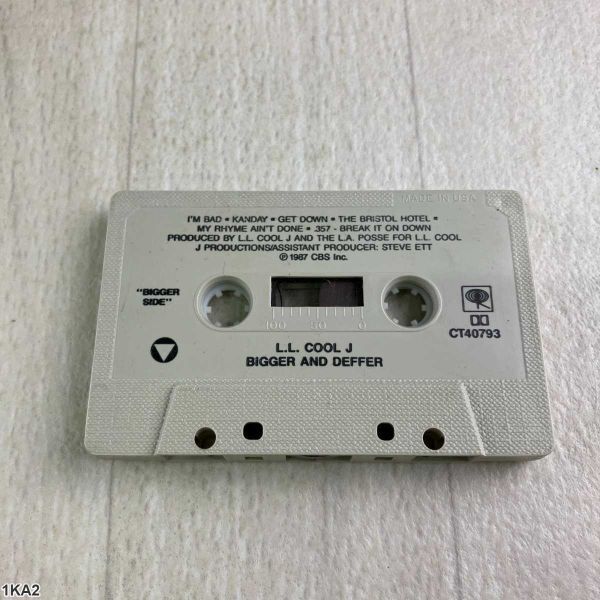 MADE IN USA
I'M BAD • KANDAY • GET DOWN • THE BRISTOL HOTEL •
MY RHYME AIN'T DONE • .357 - BREAK IT ON DOWN
PRODUCED BY L.L. COOL J AND THE L.A. POSSE FOR L.L. COOL
J PRODUCTIONS/ASSISTANT PRODUCER: STEVE ETT
℗ 1987 CBS Inc.
"BIGGER
SIDE"
100 50 0
CT40793
L.L. COOL J
BIGGER AND DEFFER
1KA2